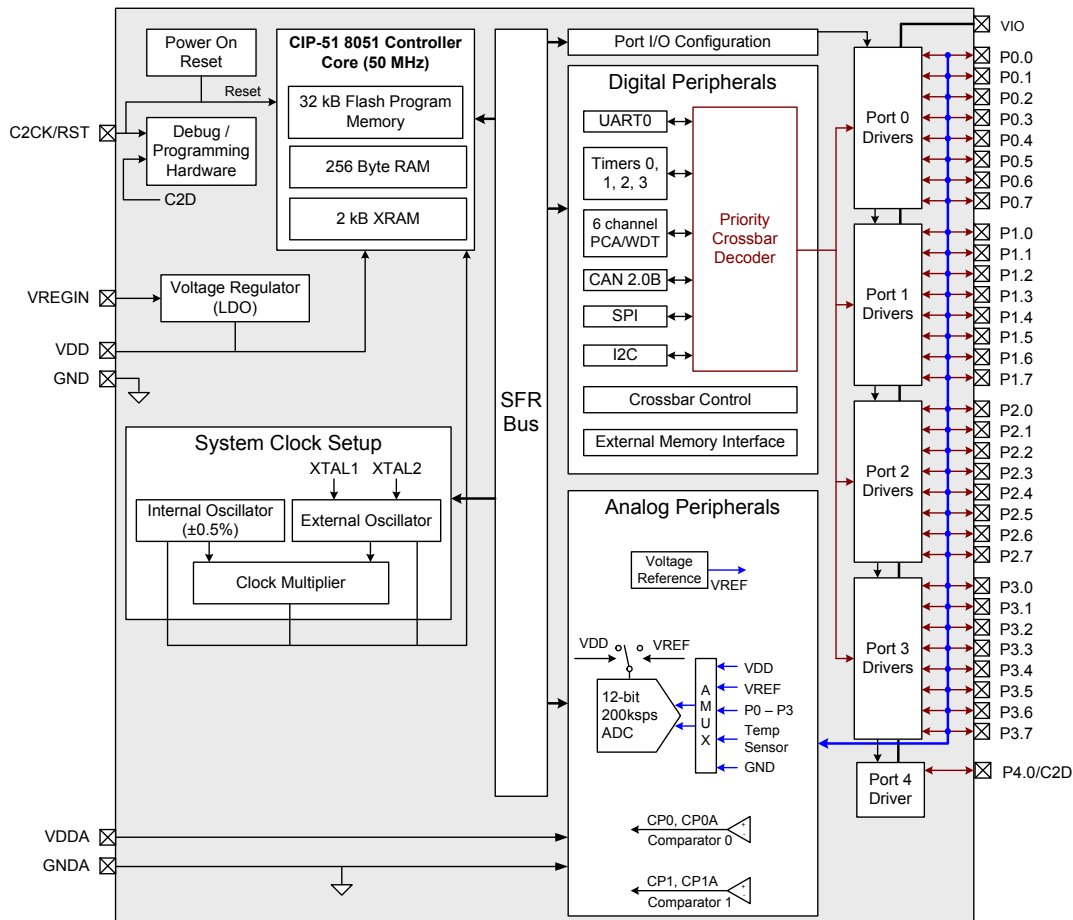 Power On
Reset
Reset
C2CK/RST
Debug /
Programming
Hardware
C2D
CIP-51 8051 Controller
Core (50 MHz)
32 kB Flash Program
Memory
256 Byte RAM
2 kB XRAM
VREGIN
Voltage Regulator
(LDO)
VDD
GND
System Clock Setup
XTAL1
XTAL2
Internal Oscillator
(±0.5%)
External Oscillator
Clock Multiplier
VDDA
GNDA
SFR
Bus
Port I/O Configuration
Digital Peripherals
UART0
Timers 0,
1, 2, 3
6 channel
PCA/WDT
CAN 2.0B
SPI
I2C
Priority
Crossbar
Decoder
Crossbar Control
External Memory Interface
Analog Peripherals
Voltage
Reference
VREF
VDD
VREF
12-bit
200ksps
ADC
A
M
U
X
VDD
VREF
P0 – P3
Temp
Sensor
GND
CP0, CP0A
+
-
Comparator 0
CP1, CP1A
+
-
Comparator 1
Port 0
Drivers
Port 1
Drivers
Port 2
Drivers
Port 3
Drivers
Port 4
Driver
VIO
P0.0
P0.1
P0.2
P0.3
P0.4
P0.5
P0.6
P0.7
P1.0
P1.1
P1.2
P1.3
P1.4
P1.5
P1.6
P1.7
P2.0
P2.1
P2.2
P2.3
P2.4
P2.5
P2.6
P2.7
P3.0
P3.1
P3.2
P3.3
P3.4
P3.5
P3.6
P3.7
P4.0/C2D